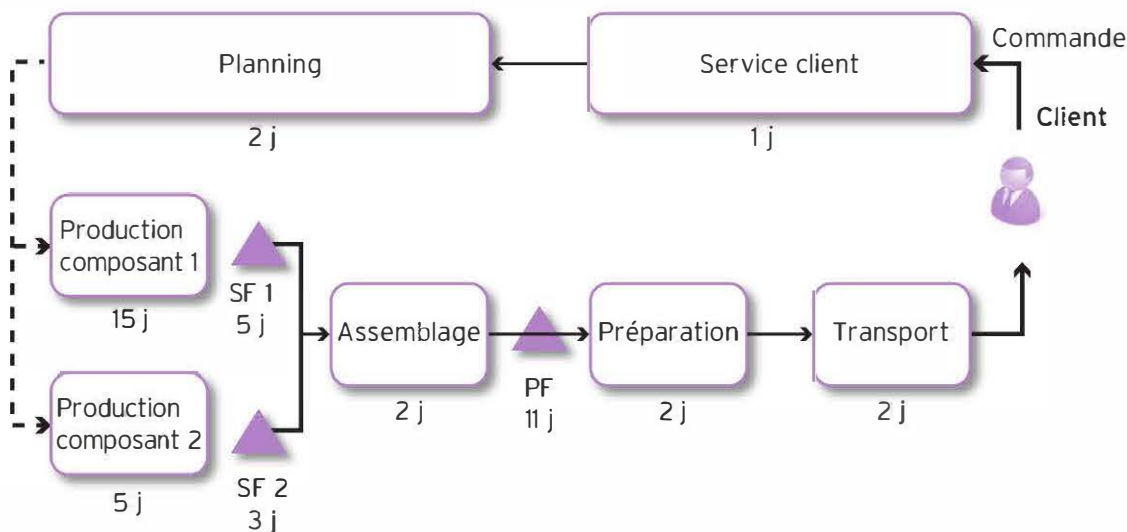 Commande
Planning
Service client
Client
2 j
1 j
Production
composant 1
SF 1
15 j
5 j
Assemblage
Préparation
Transport
PF
2 j
11 j
2 j
2 j
Production
composant 2
SF 2
5 j
3 j